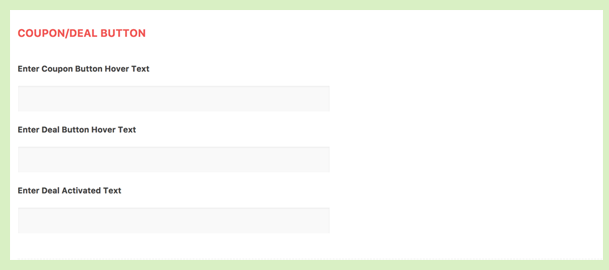 COUPON/DEAL BUTTON
Enter Coupon Button Hover Text
Enter Deal Button Hover Text
Enter Deal Activated Text